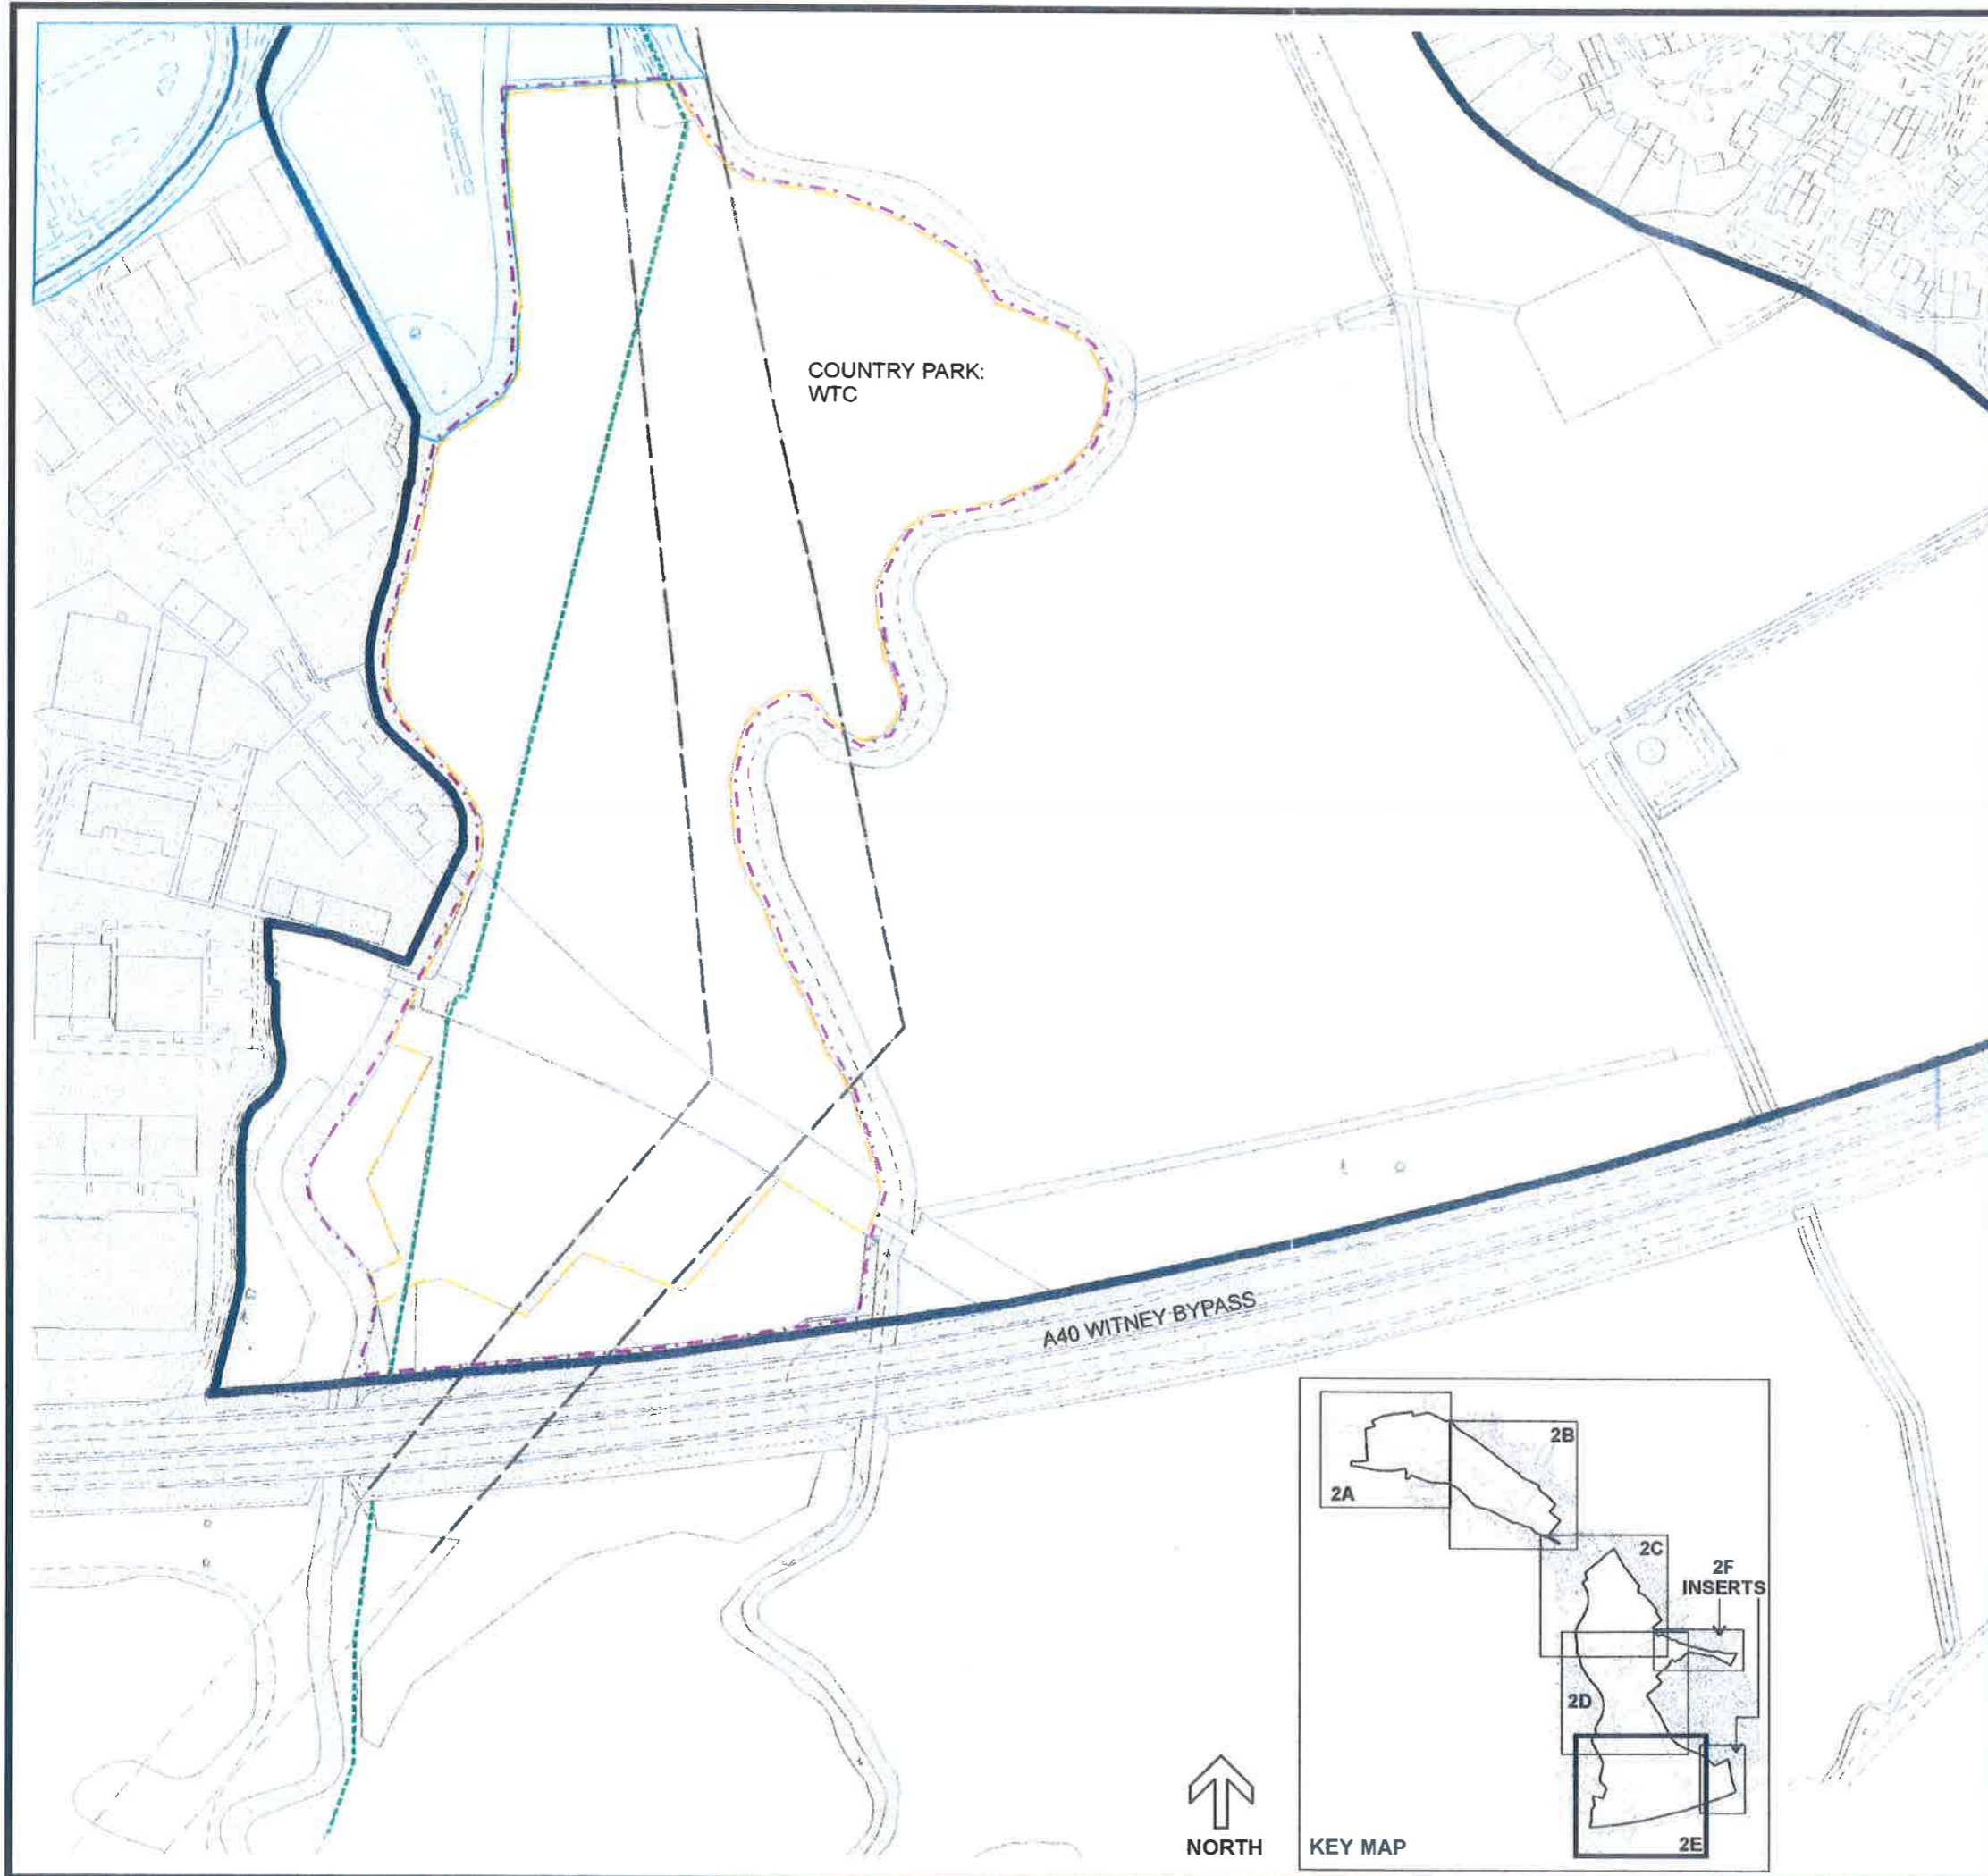 COUNTRY PARK:
WTC
A40 WITNEY BYPASS
2A
2B
2C
2F
INSERTS
2D
2E
NORTH
KEY MAP